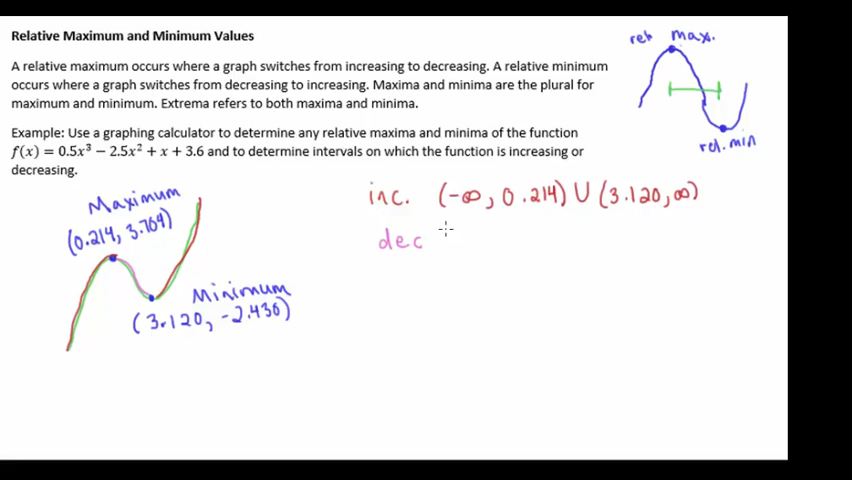 Relative Maximum and Minimum Values
A relative maximum occurs where a graph switches from increasing to decreasing. A relative minimum
occurs where a graph switches from decreasing to increasing. Maxima and minima are the plural for
maximum and minimum. Extrema refers to both maxima and minima.
Example: Use a graphing calculator to determine any relative maxima and minima of the function
f(x) = 0.5x³ − 2.5x² + x + 3.6 and to determine intervals on which the function is increasing or
decreasing.
rel. max.
rel. min
inc. (-∞, 0.214) ∪ (3.120, ∞)
dec
Maximum
(0.214, 3.704)
Minimum
(3.120, -2.430)